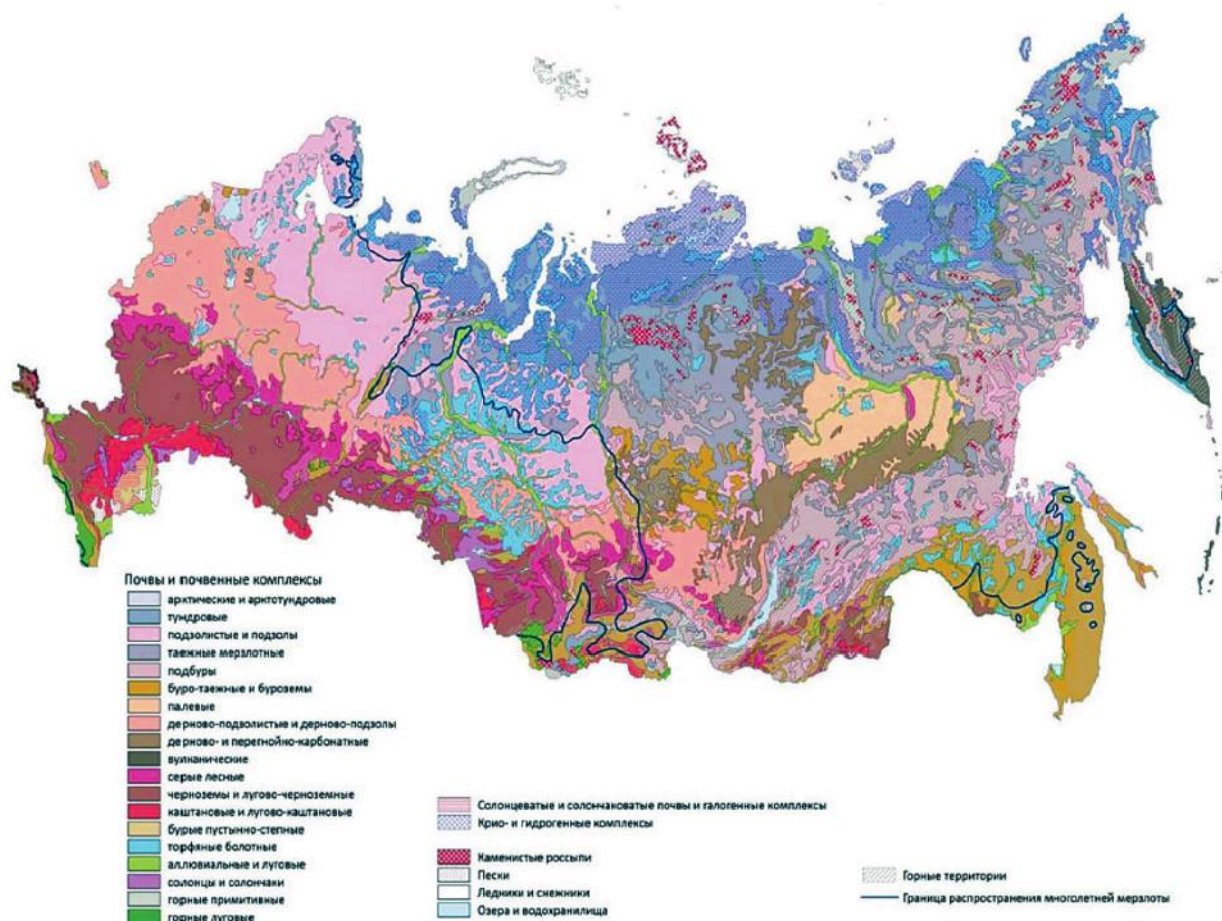 Почвы и почвенные комплексы
арктические и арктотундровые
тундровые
подзолистые и подзолы
таежные мерзлотные
подбуры
буро-таежные и буроземы
палевые
дерново-подзолистые и дерново-подзолы
дерново- и перегнойно-карбонатные
вулканические
серые лесные
черноземы и лугово-черноземные
каштановые и лугово-каштановые
бурые пустынно-степные
торфяные болотные
аллювиальные и луговые
солонцы и солончаки
горные примитивные
горные луговые
Солонцеватые и солончаковатые почвы и галогенные комплексы
Крио- и гидрогенные комплексы
Каменистые россыпи
Пески
Ледники и снежники
Озера и водохранилища
Горные территории
Граница распространения многолетней мерзлоты